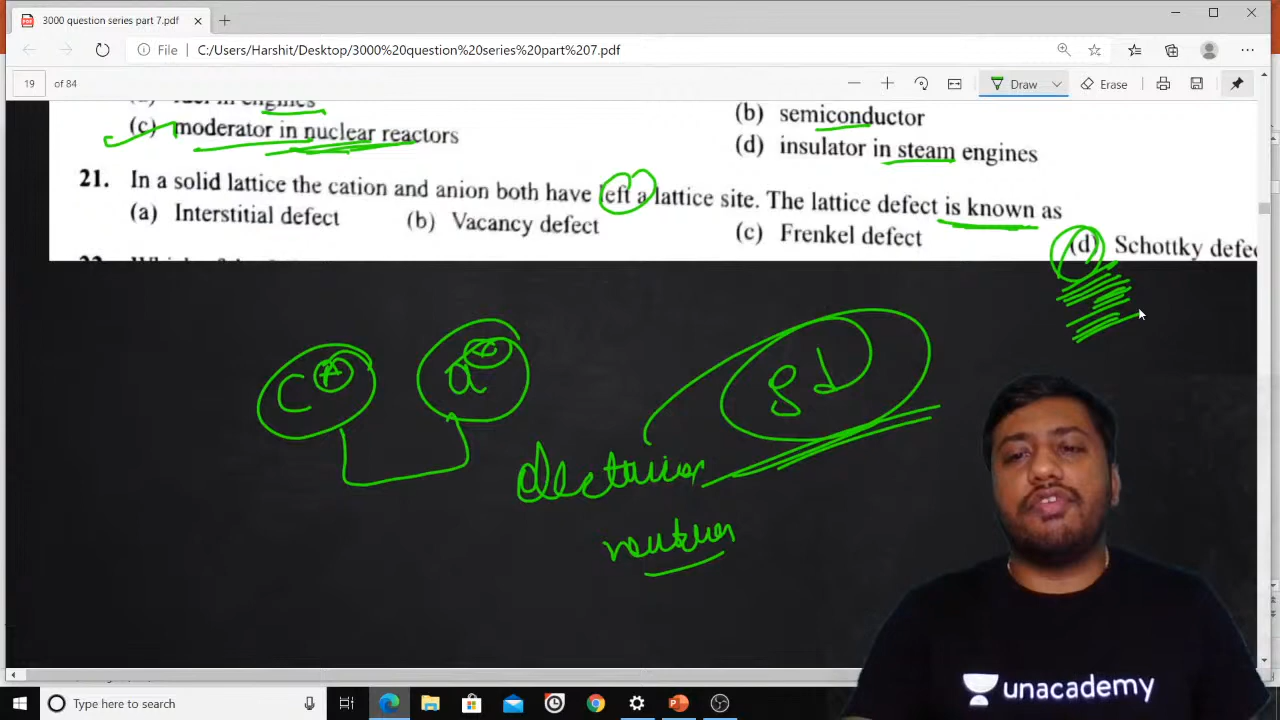 3000 question series part 7.pdf
File C:/Users/Harshit/Desktop/3000%20question%20series%20part%207.pdf
19 of 84
Draw Erase
engines
(b) semiconductor
(c) moderator in nuclear reactors
(d) insulator in steam engines
21. In a solid lattice the cation and anion both have left a lattice site. The lattice defect is known as
(a) Interstitial defect (b) Vacancy defect (c) Frenkel defect (d) Schottky defe
C+ a-
unacademy
Type here to search